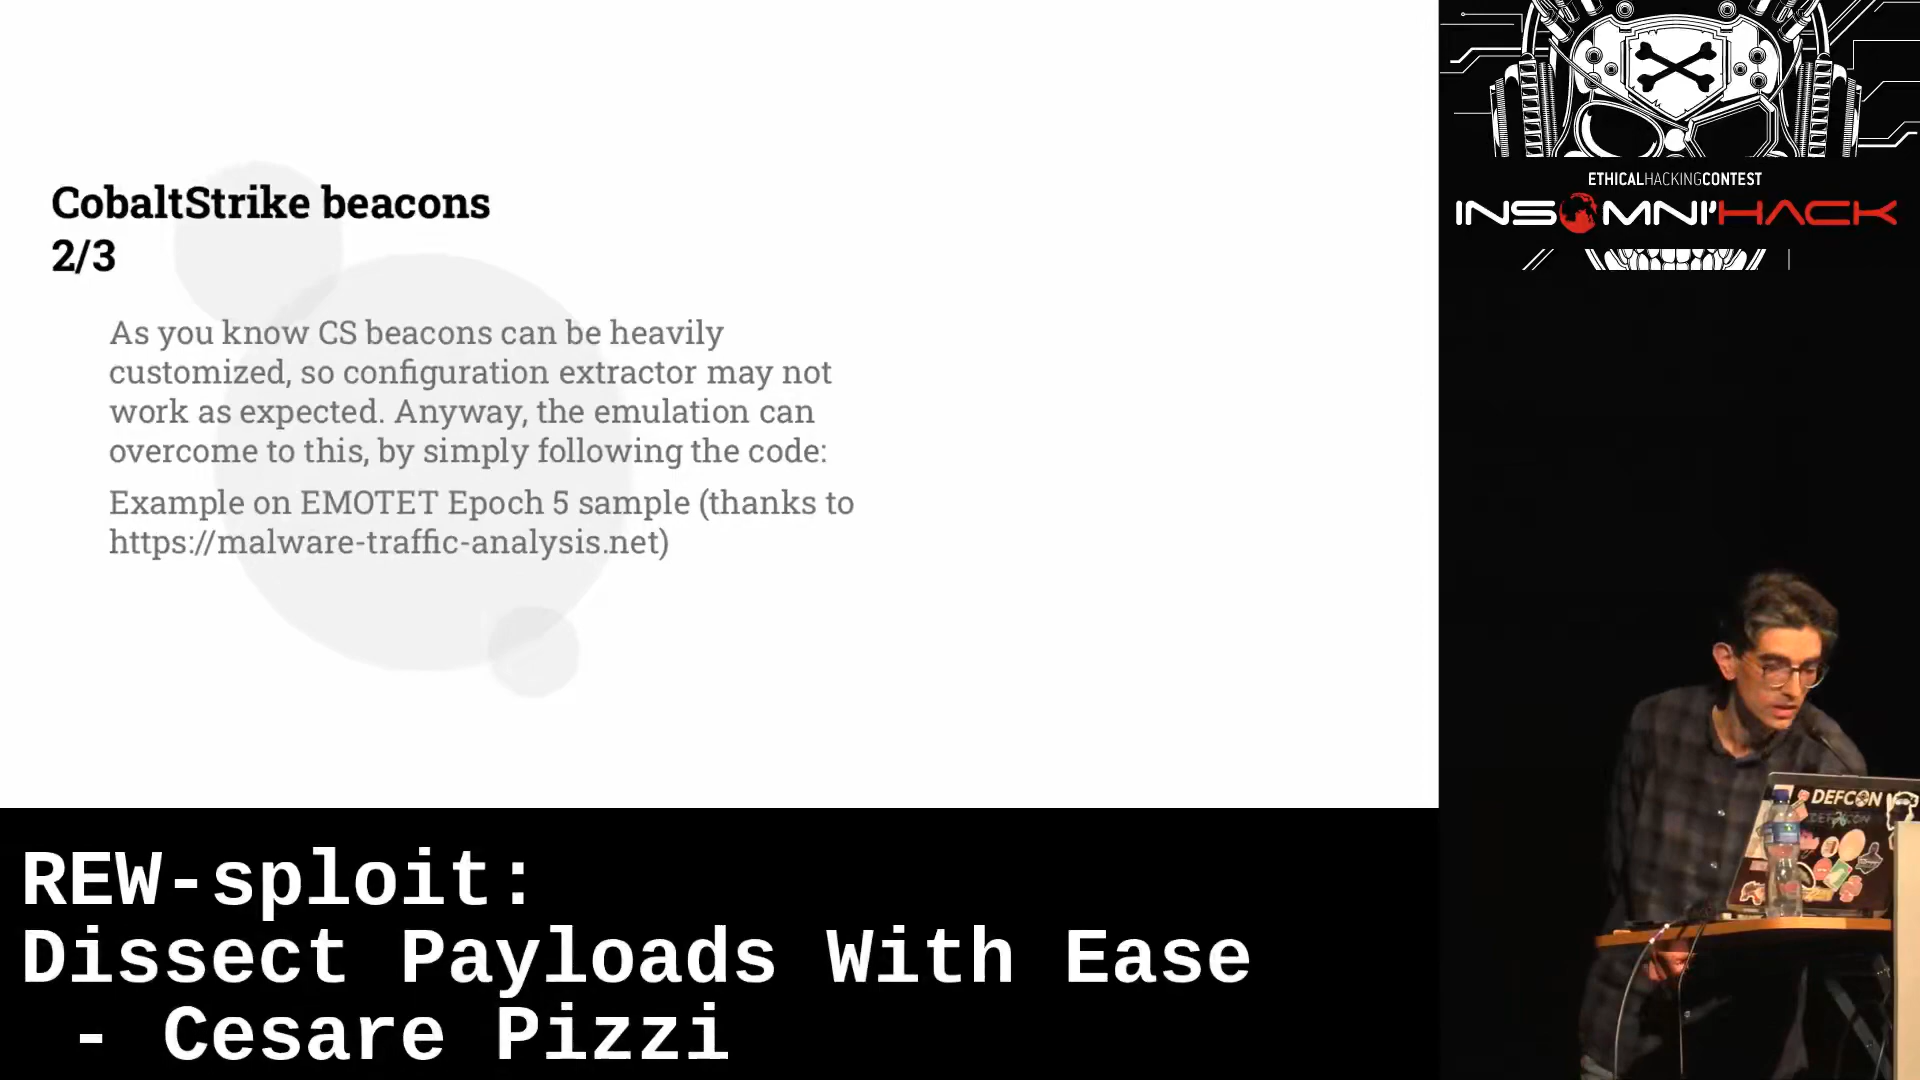 CobaltStrike beacons
2/3
As you know CS beacons can be heavily
customized, so configuration extractor may not
work as expected. Anyway, the emulation can
overcome to this, by simply following the code:
Example on EMOTET Epoch 5 sample (thanks to
https://malware-traffic-analysis.net)
ETHICALHACKINGCONTEST
INSOMNI'HACK
DEFCON
REW-sploit:
Dissect Payloads With Ease
- Cesare Pizzi